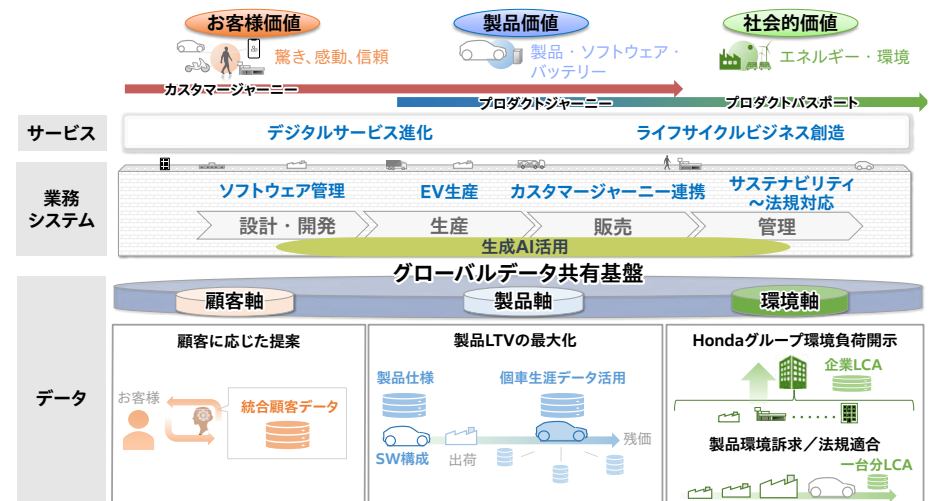 お客様価値
製品価値
社会的価値
驚き、感動、信頼
製品・ソフトウェア・
バッテリー
エネルギー・環境
カスタマージャーニー
プロダクトジャーニー
プロダクトパスポート
サービス
デジタルサービス進化
ライフサイクルビジネス創造
業務
システム
ソフトウェア管理
EV生産
カスタマージャーニー連携
サステナビリティ
～法規対応
設計・開発
生産
販売
管理
生成AI活用
グローバルデータ共有基盤
顧客軸
製品軸
環境軸
データ
顧客に応じた提案
お客様
統合顧客データ
製品LTVの最大化
製品仕様
個車生涯データ活用
SW構成
出荷
残価
Hondaグループ環境負荷開示
企業LCA
製品環境訴求／法規適合
一台分LCA